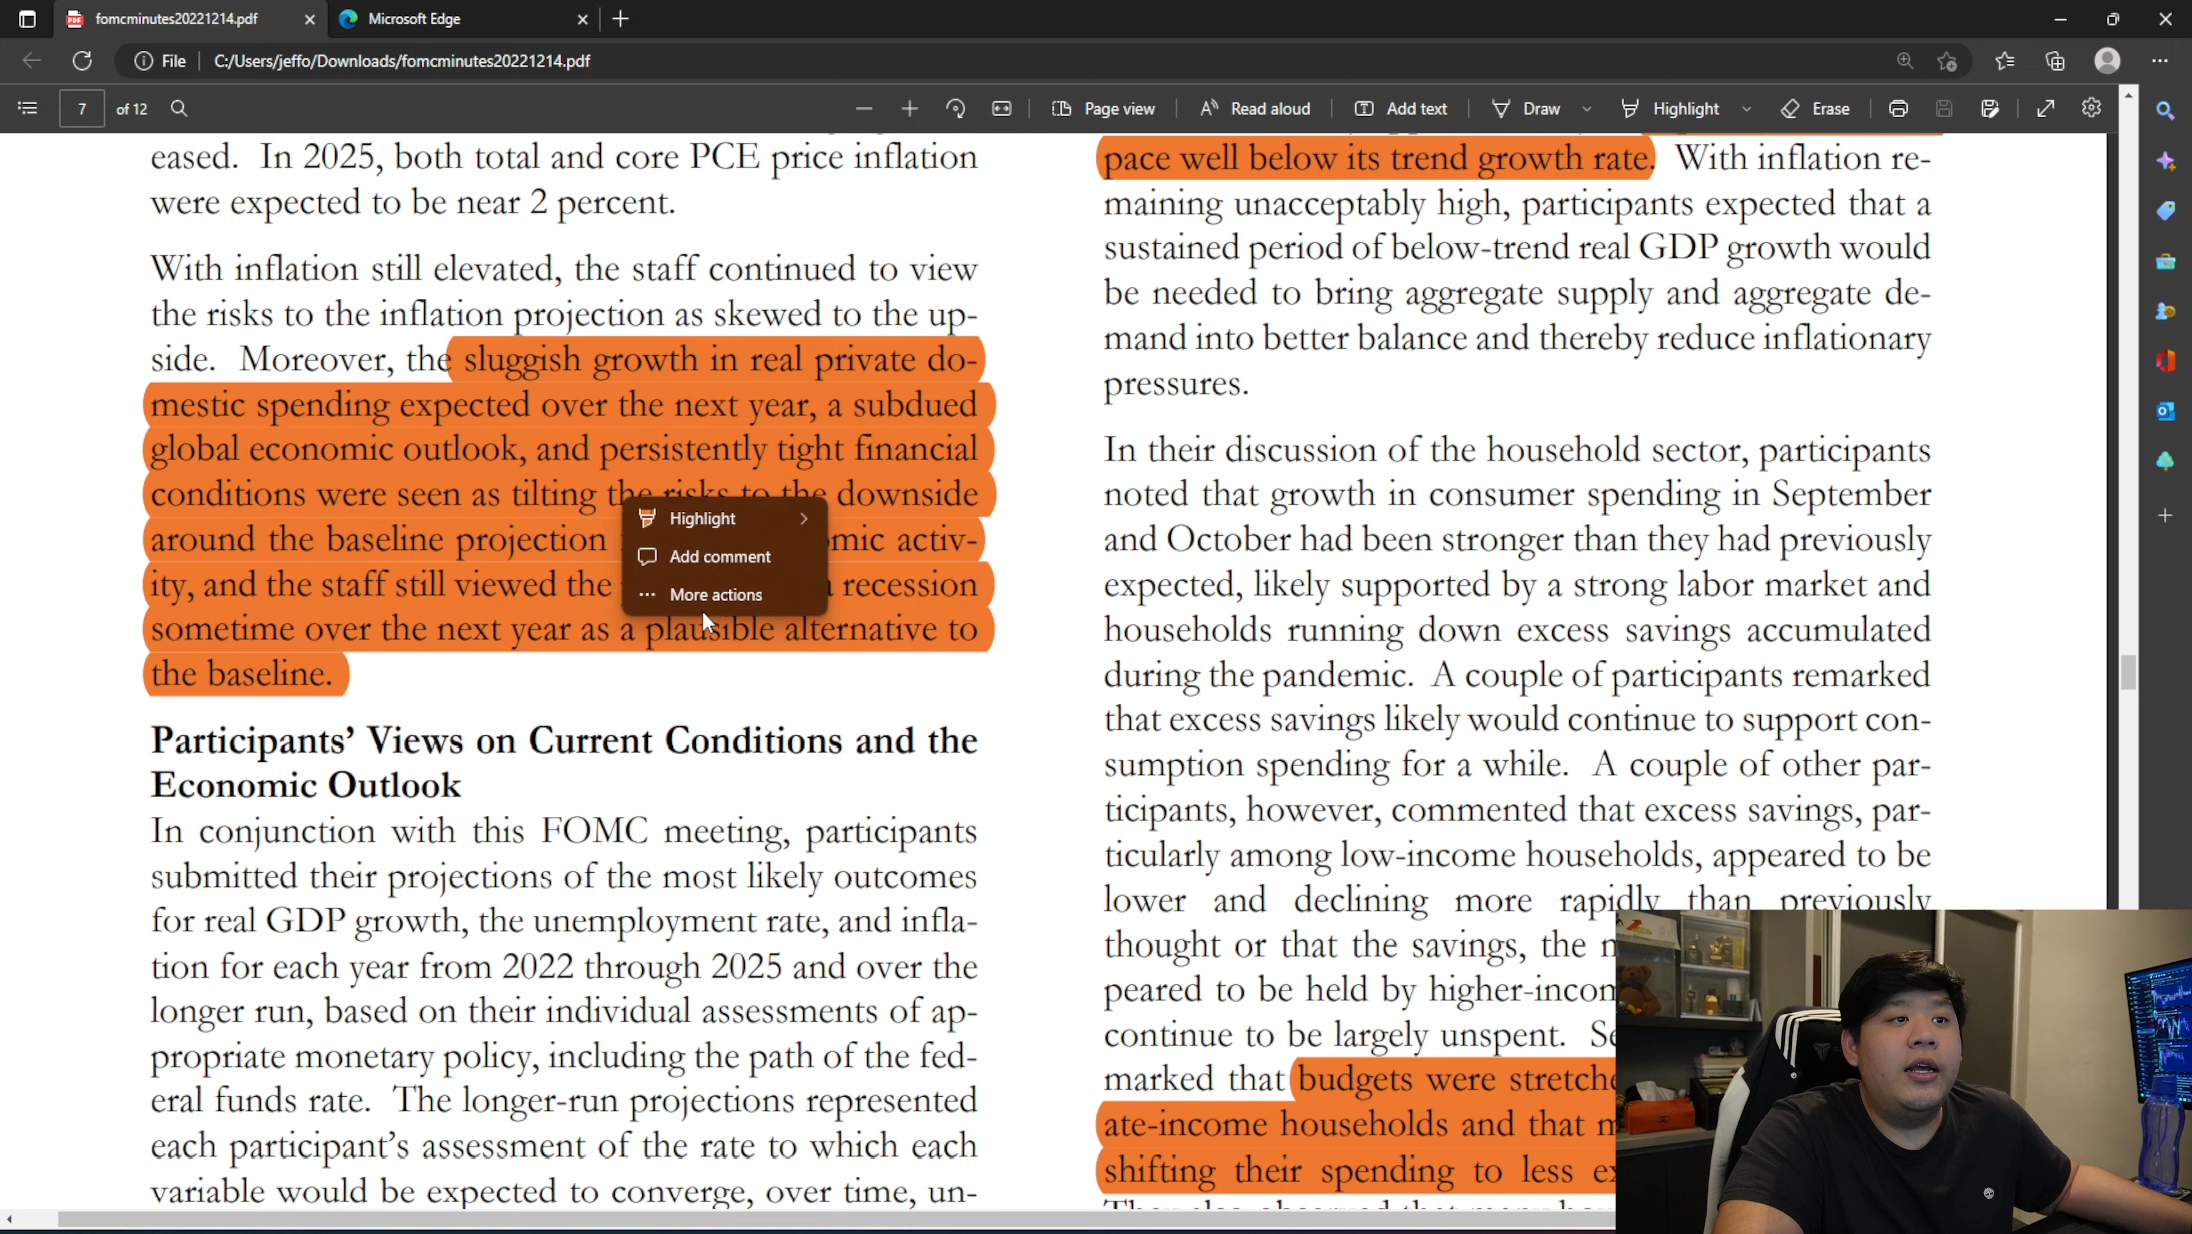 fomcminutes20221214.pdf
Microsoft Edge
File
C:/Users/jeffo/Downloads/fomcminutes20221214.pdf
7 of 12
Page view
Read aloud
Add text
Draw
Highlight
Erase
eased. In 2025, both total and core PCE price inflation
were expected to be near 2 percent.
With inflation still elevated, the staff continued to view
the risks to the inflation projection as skewed to the up-
side. Moreover, the sluggish growth in real private do-
mestic spending expected over the next year, a subdued
global economic outlook, and persistently tight financial
conditions were seen as tilting the risks to the downside
around the baseline projection mic activ-
ity, and the staff still viewed the recession
sometime over the next year as a plausible alternative to
the baseline.
Highlight
Add comment
More actions
Participants' Views on Current Conditions and the
Economic Outlook
In conjunction with this FOMC meeting, participants
submitted their projections of the most likely outcomes
for real GDP growth, the unemployment rate, and infla-
tion for each year from 2022 through 2025 and over the
longer run, based on their individual assessments of ap-
propriate monetary policy, including the path of the fed-
eral funds rate. The longer-run projections represented
each participant's assessment of the rate to which each
variable would be expected to converge, over time, un-
pace well below its trend growth rate. With inflation re-
maining unacceptably high, participants expected that a
sustained period of below-trend real GDP growth would
be needed to bring aggregate supply and aggregate de-
mand into better balance and thereby reduce inflationary
pressures.
In their discussion of the household sector, participants
noted that growth in consumer spending in September
and October had been stronger than they had previously
expected, likely supported by a strong labor market and
households running down excess savings accumulated
during the pandemic. A couple of participants remarked
that excess savings likely would continue to support con-
sumption spending for a while. A couple of other par-
ticipants, however, commented that excess savings, par-
ticularly among low-income households, appeared to be
lower and declining more rapidly than previously
thought or that the savings, the
peared to be held by higher-incom
continue to be largely unspent.
marked that budgets were stretche
ate-income households and that
shifting their spending to less